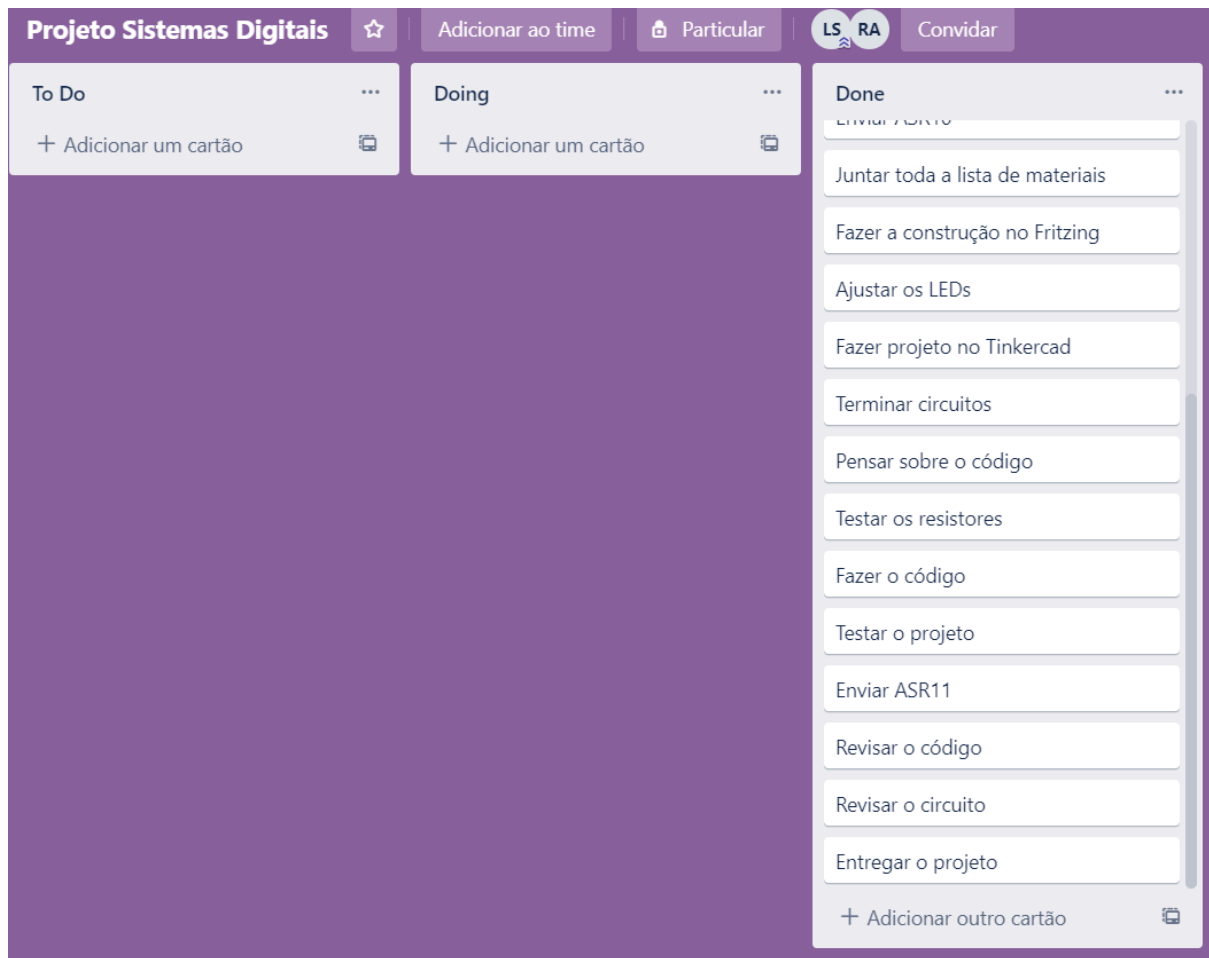 Projeto Sistemas Digitais Adicionar ao time Particular LS RA Convidar
To Do
Adicionar um cartão
Doing
Adicionar um cartão
Done
Enviar ASR10
Juntar toda a lista de materiais
Fazer a construção no Fritzing
Ajustar os LEDs
Fazer projeto no Tinkercad
Terminar circuitos
Pensar sobre o código
Testar os resistores
Fazer o código
Testar o projeto
Enviar ASR11
Revisar o código
Revisar o circuito
Entregar o projeto
Adicionar outro cartão